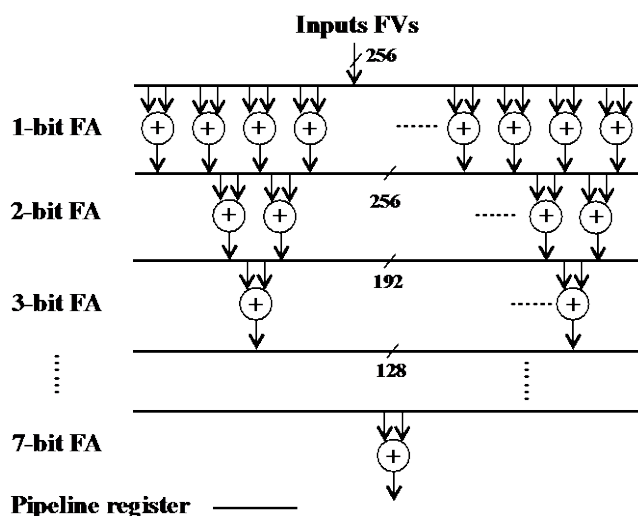 Inputs FVs
256
1-bit FA
+ + + + + + + +
256
2-bit FA
+ + + +
192
3-bit FA
+ +
128
7-bit FA
+
Pipeline register